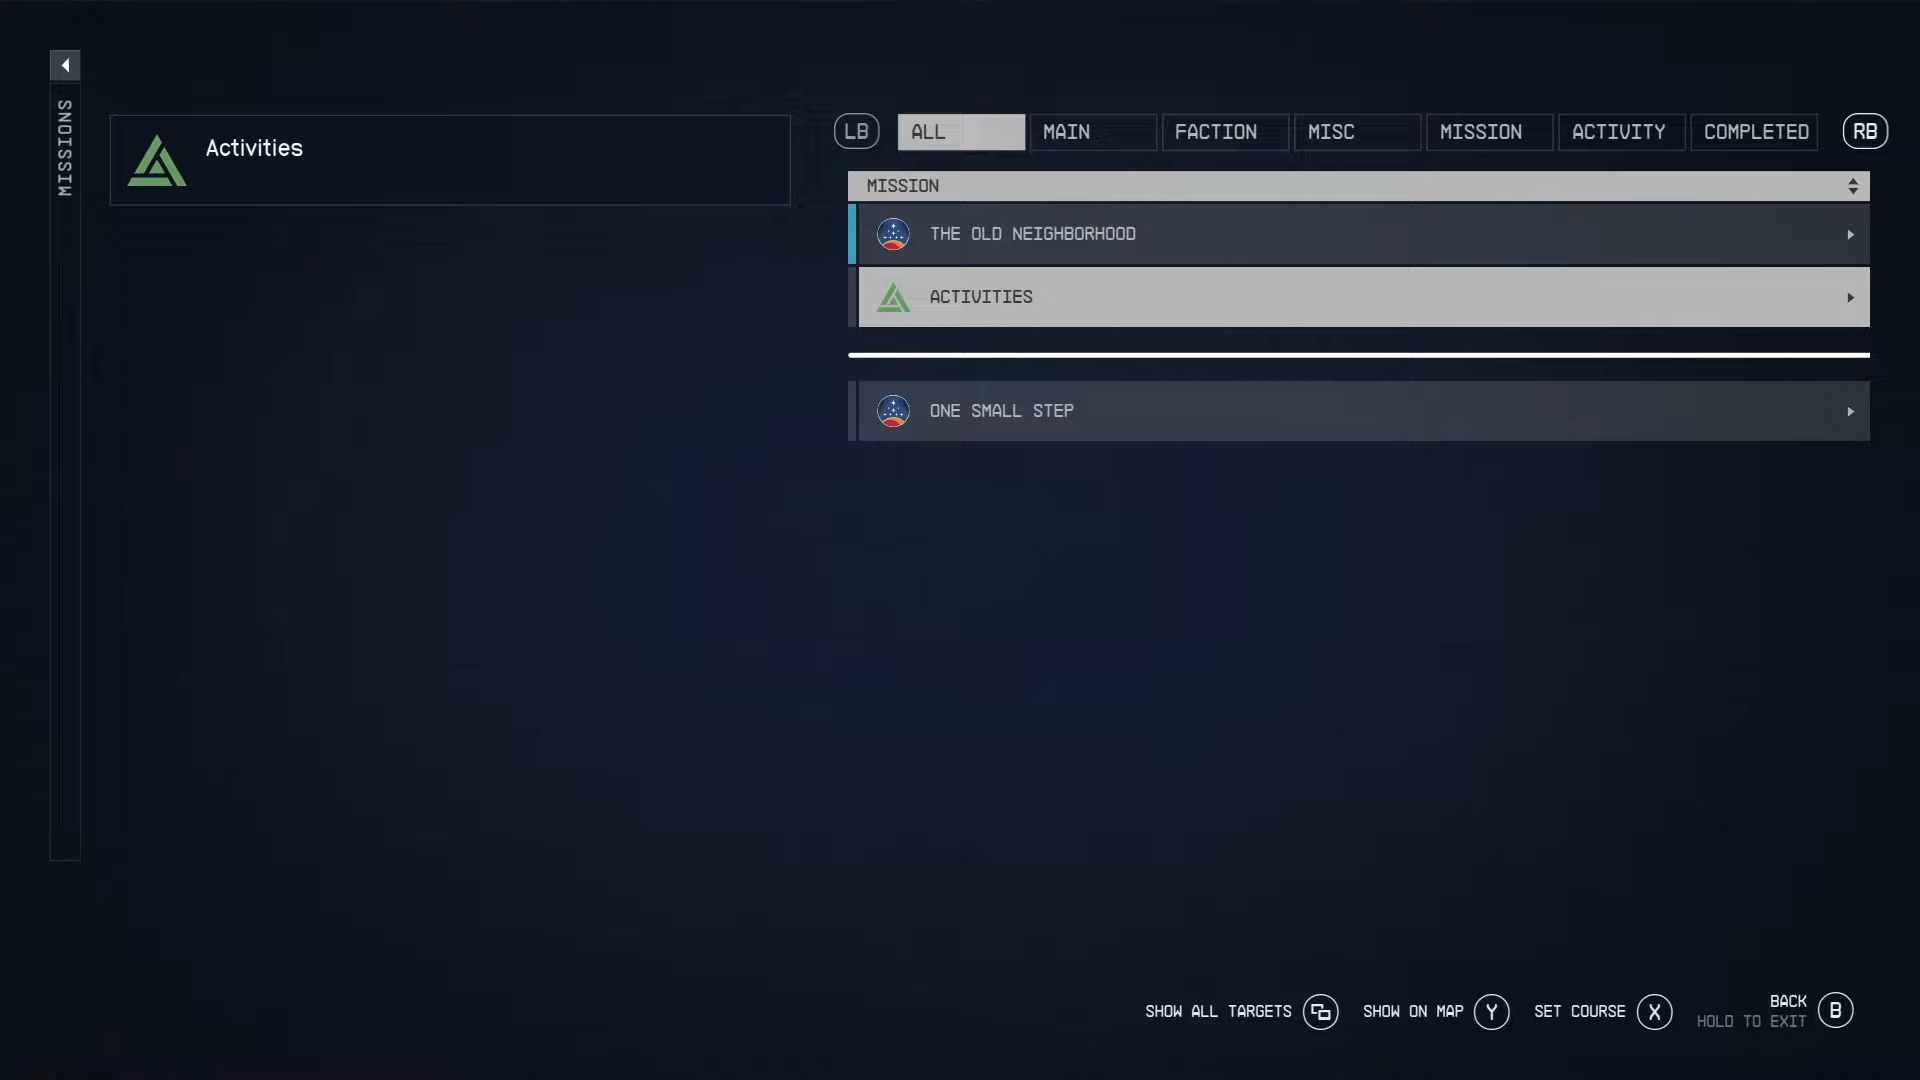 MISSIONS
Activities
LB ALL MAIN FACTION MISC MISSION ACTIVITY COMPLETED RB
MISSION
THE OLD NEIGHBORHOOD
ACTIVITIES
ONE SMALL STEP
SHOW ALL TARGETS SHOW ON MAP Y SET COURSE X BACK B
HOLD TO EXIT